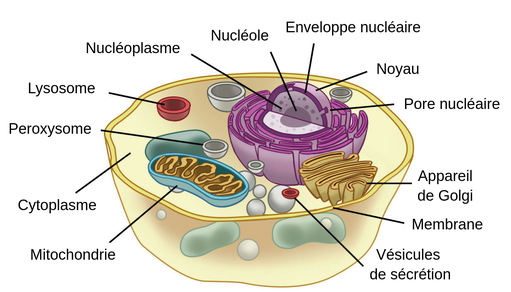 Enveloppe nucléaire
Nucléole
Nucléoplasme
Noyau
Lysosome
Pore nucléaire
Peroxysome
Appareil
de Golgi
Cytoplasme
Membrane
Mitochondrie
Vésicules
de sécrétion